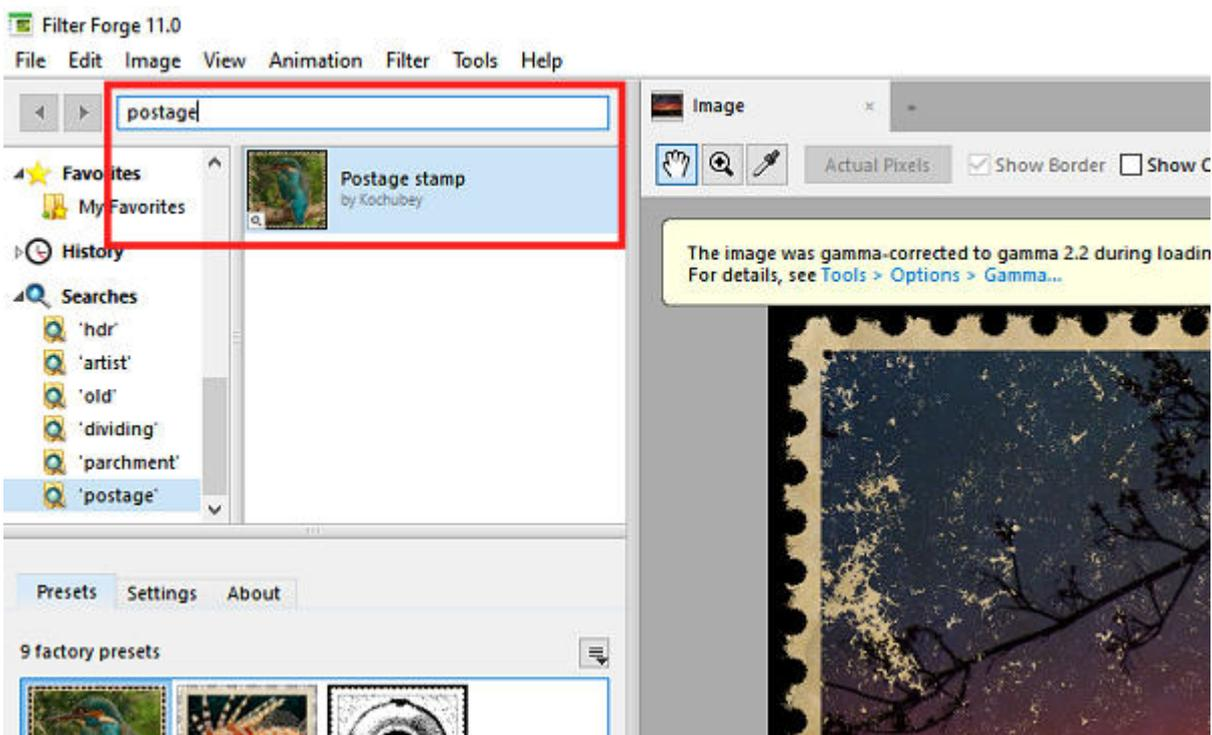 Filter Forge 11.0
File Edit Image View Animation Filter Tools Help
postage
Favorites
My Favorites
History
Searches
'hdr'
'artist'
'old'
'dividing'
'parchment'
'postage'
Postage stamp
by Kochubey
Presets Settings About
9 factory presets
Image
Actual Pixels Show Border Show
The image was gamma-corrected to gamma 2.2 during
For details, see Tools > Options > Gamma...